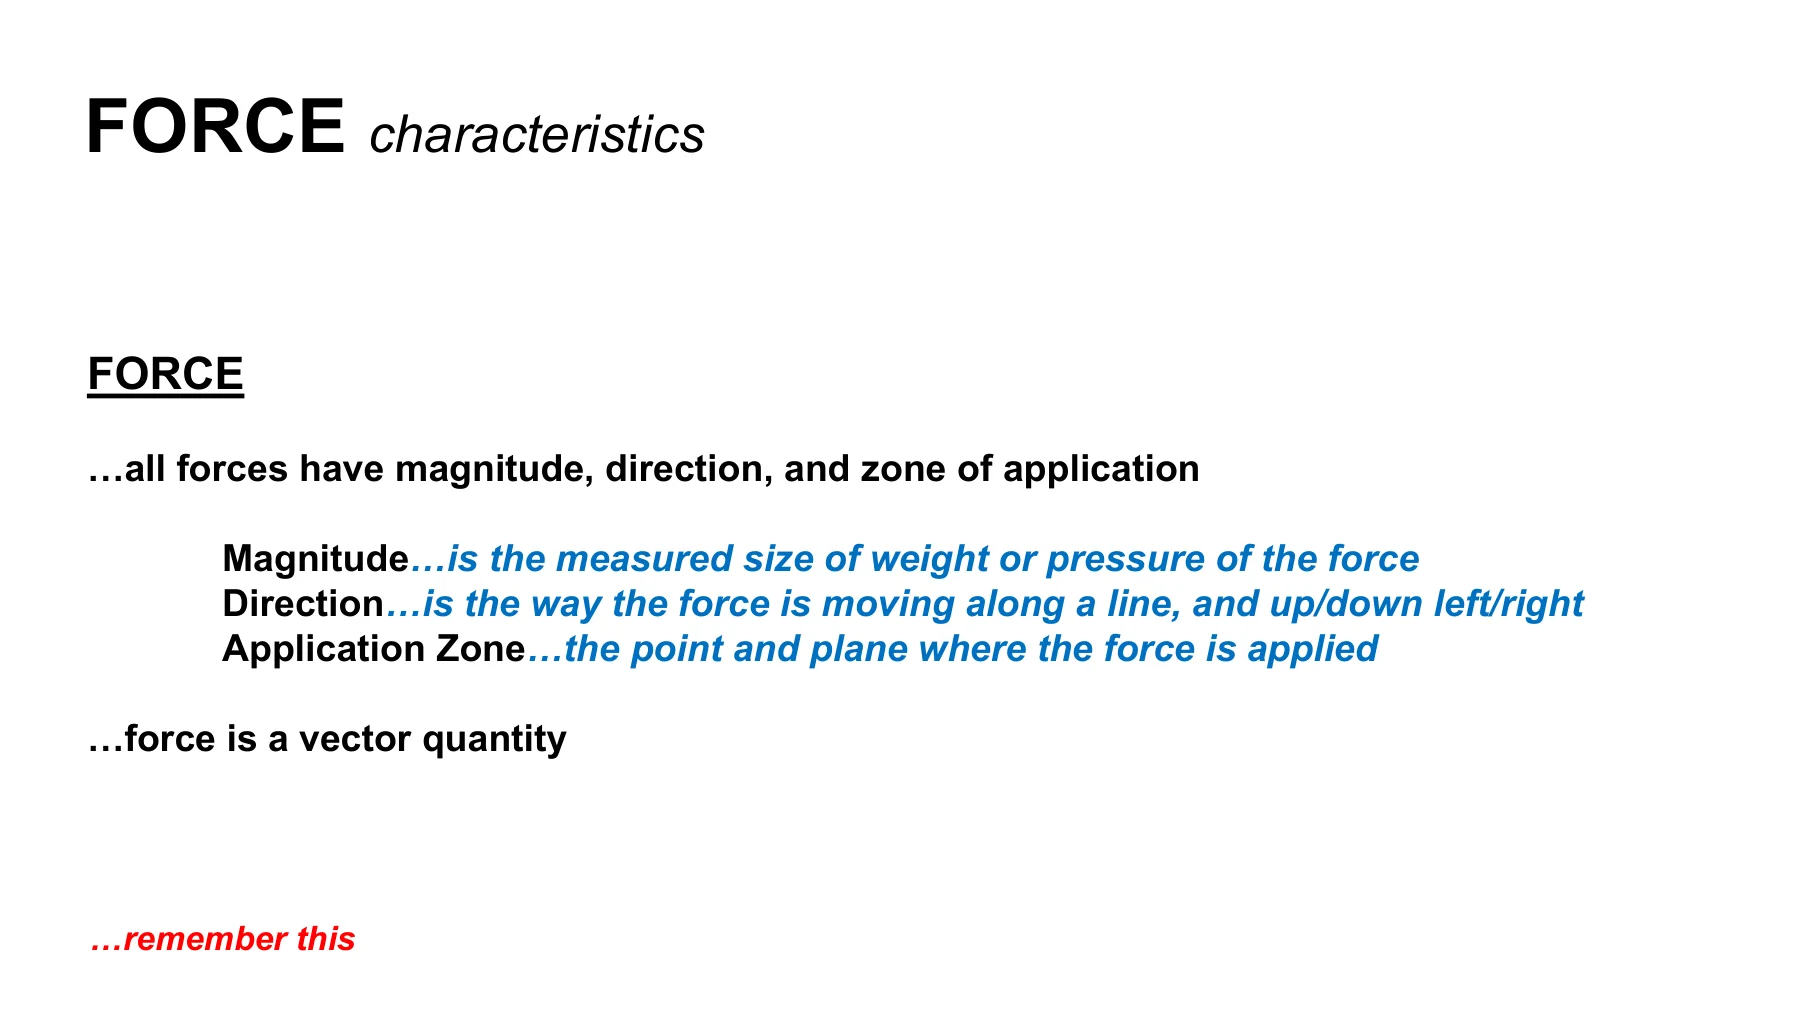 FORCE characteristics
FORCE
…all forces have magnitude, direction, and zone of application
Magnitude…is the measured size of weight or pressure of the force
Direction…is the way the force is moving along a line, and up/down left/right
Application Zone…the point and plane where the force is applied
…force is a vector quantity
…remember this